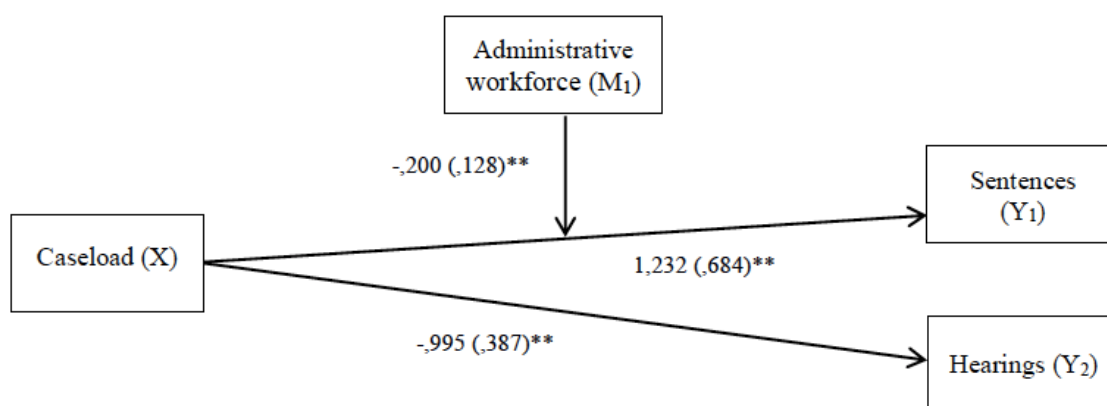 Administrative
workforce (M₁)
-,200 (,128)**
Sentences
(Y₁)
Caseload (X)
1,232 (,684)**
-,995 (,387)**
Hearings (Y₂)